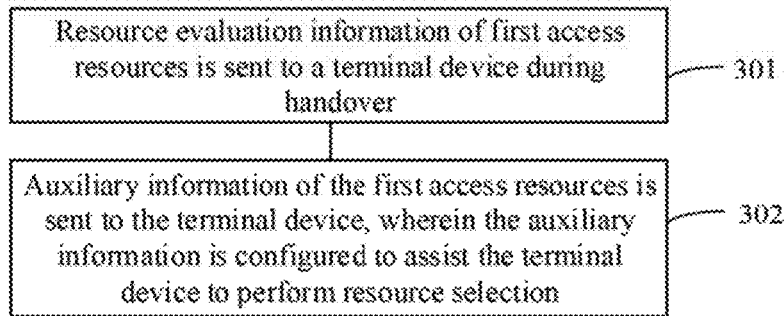 Resource evaluation information of first access
resources is sent to a terminal device during
handover
301
Auxiliary information of the first access resources is
sent to the terminal device, wherein the auxiliary
information is configured to assist the terminal
device to perform resource selection
302